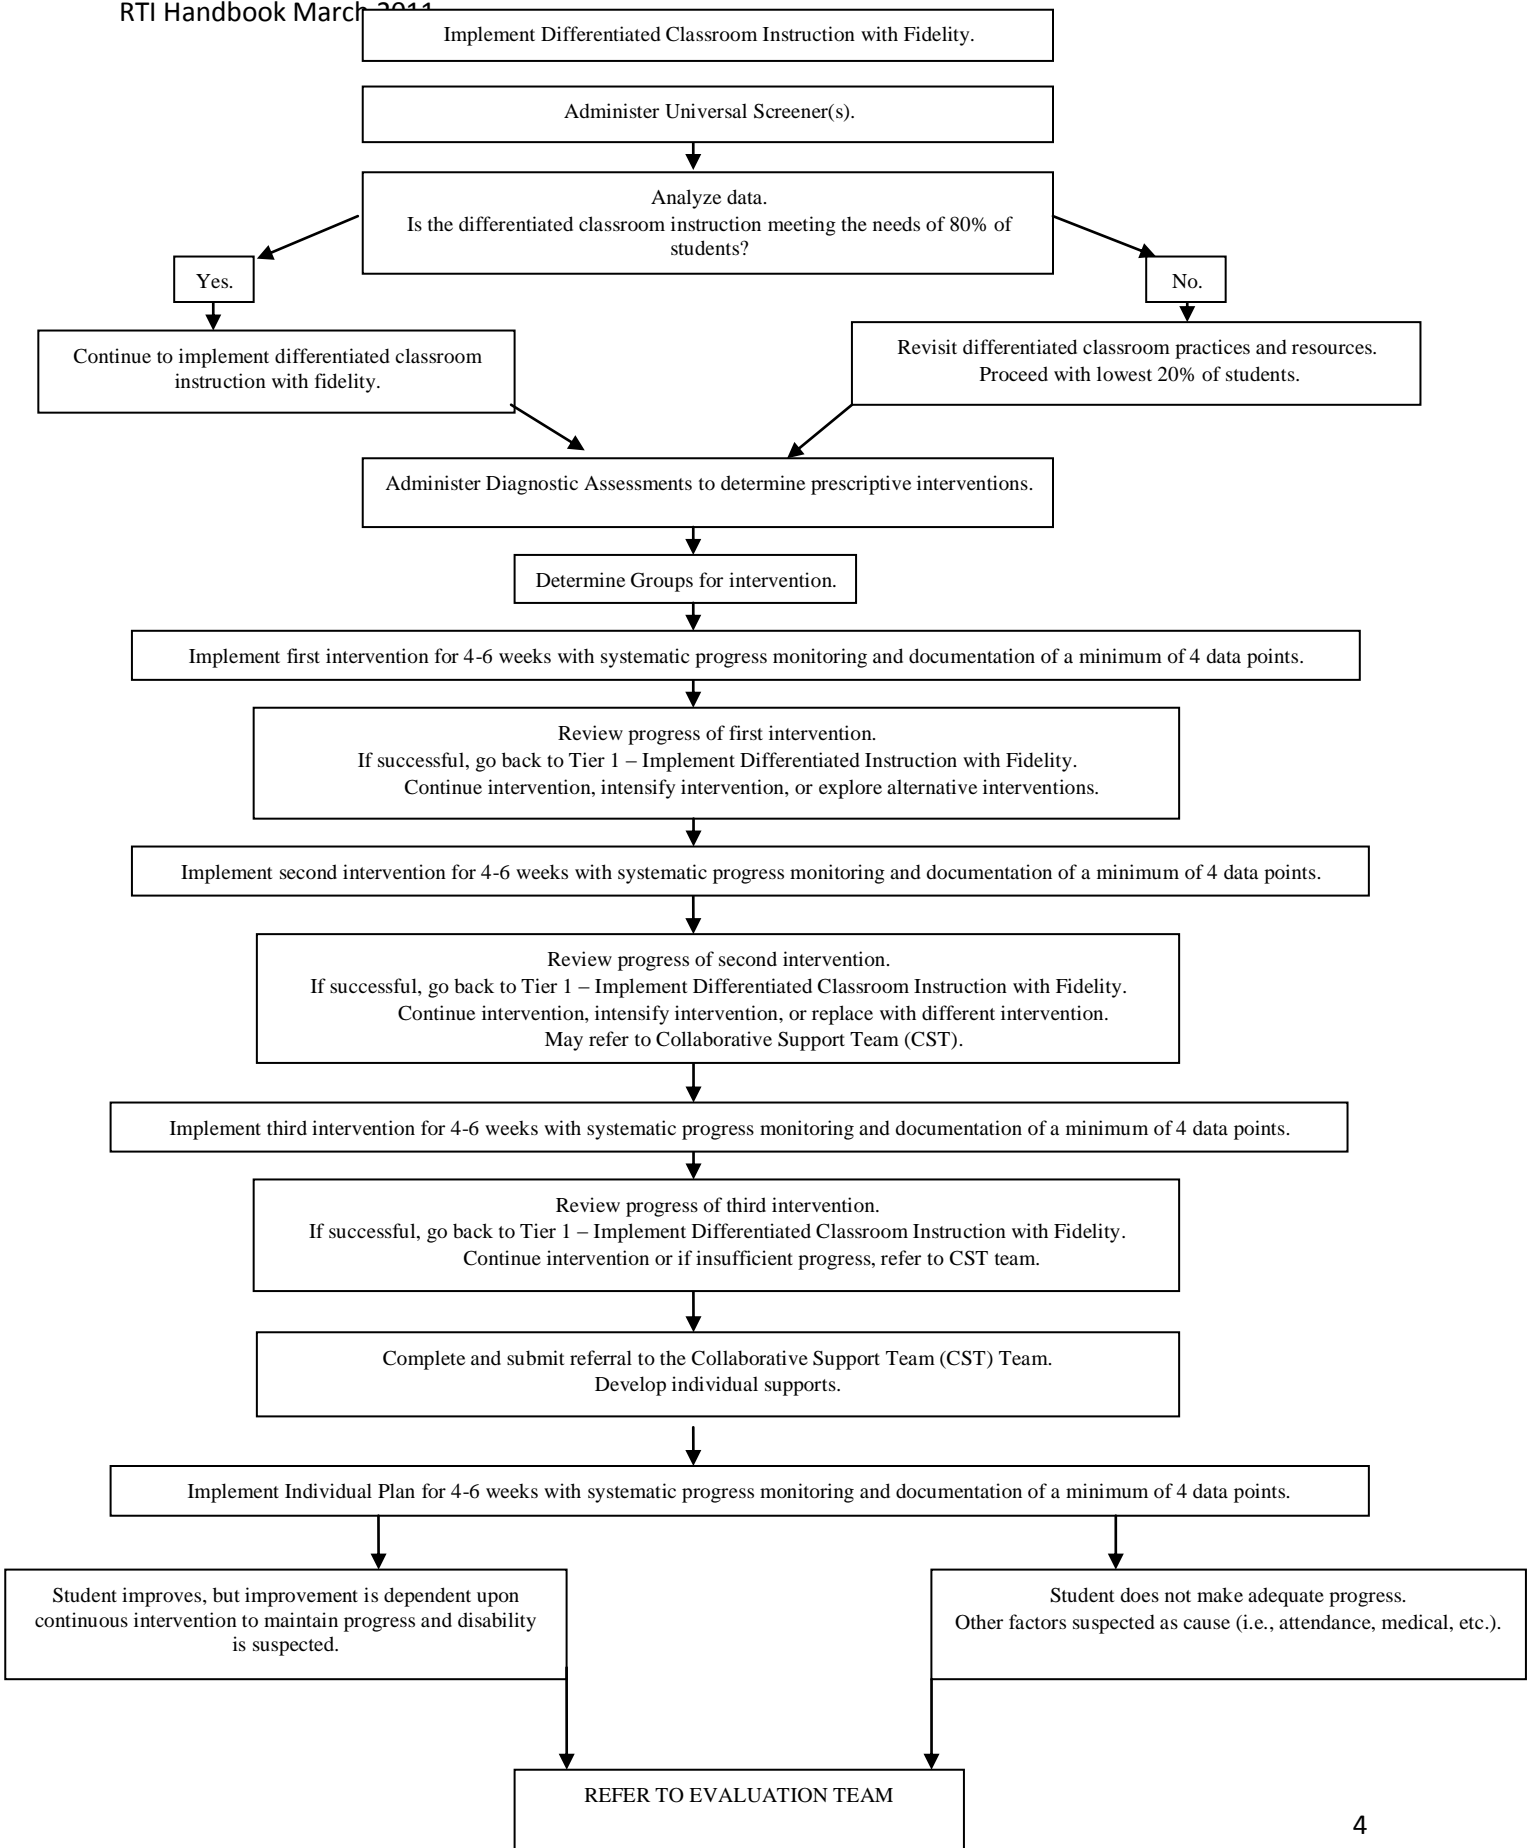 RTI Handbook March 2011
Implement Differentiated Classroom Instruction with Fidelity.
Administer Universal Screener(s).
Analyze data.
Is the differentiated classroom instruction meeting the needs of 80% of
students?
Yes.
No.
Continue to implement differentiated classroom
instruction with fidelity.
Revisit differentiated classroom practices and resources.
Proceed with lowest 20% of students.
Administer Diagnostic Assessments to determine prescriptive interventions.
Determine Groups for intervention.
Implement first intervention for 4-6 weeks with systematic progress monitoring and documentation of a minimum of 4 data points.
Review progress of first intervention.
If successful, go back to Tier 1 – Implement Differentiated Instruction with Fidelity.
Continue intervention, intensify intervention, or explore alternative interventions.
Implement second intervention for 4-6 weeks with systematic progress monitoring and documentation of a minimum of 4 data points.
Review progress of second intervention.
If successful, go back to Tier 1 – Implement Differentiated Classroom Instruction with Fidelity.
Continue intervention, intensify intervention, or replace with different intervention.
May refer to Collaborative Support Team (CST).
Implement third intervention for 4-6 weeks with systematic progress monitoring and documentation of a minimum of 4 data points.
Review progress of third intervention.
If successful, go back to Tier 1 – Implement Differentiated Classroom Instruction with Fidelity.
Continue intervention or if insufficient progress, refer to CST team.
Complete and submit referral to the Collaborative Support Team (CST) Team.
Develop individual supports.
Implement Individual Plan for 4-6 weeks with systematic progress monitoring and documentation of a minimum of 4 data points.
Student improves, but improvement is dependent upon
continuous intervention to maintain progress and disability
is suspected.
Student does not make adequate progress.
Other factors suspected as cause (i.e., attendance, medical, etc.).
REFER TO EVALUATION TEAM
4